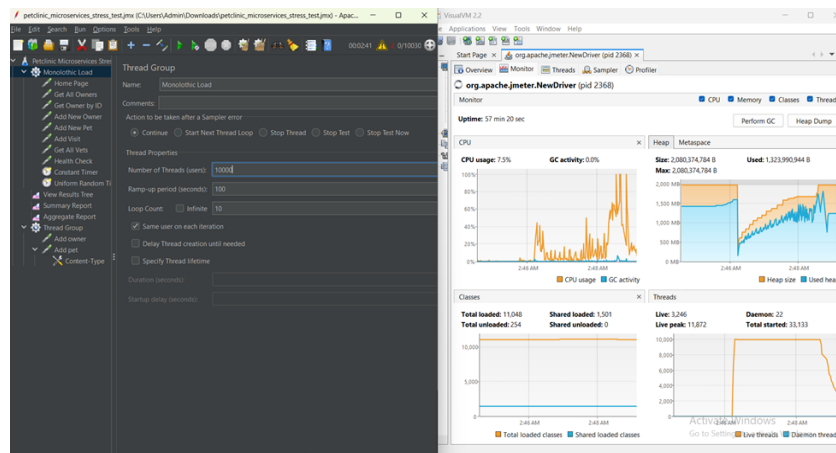 petclinic_microservices_stress_test.jmx (C:\Users\Admin\Downloads\petclinic_microservices_stress_test.jmx) - Apac...
File Edit Search Run Options Tools Help
00:02:41 0/10030
Petclinic Microservices Stres
Monolothic Load
Home Page
Get All Owners
Get Owner by ID
Add New Owner
Add New Pet
Add Visit
Get All Vets
Health Check
Constant Timer
Uniform Random Ti
View Results Tree
Summary Report
Aggregate Report
Thread Group
Add owner
Add pet
Content-Type
Thread Group
Name: Monolothic Load
Comments:
Action to be taken after a Sampler error
Continue Start Next Thread Loop Stop Thread Stop Test Stop Test Now
Thread Properties
Number of Threads (users): 10000
Ramp-up period (seconds): 100
Loop Count: Infinite 10
Same user on each iteration
Delay Thread creation until needed
Specify Thread lifetime
Duration (seconds):
Startup delay (seconds):
VisualVM 2.2
Applications View Tools Window Help
Start Page org.apache.jmeter.NewDriver (pid 2368)
Overview Monitor Threads Sampler Profiler
org.apache.jmeter.NewDriver (pid 2368)
Monitor CPU Memory Classes Thread
Uptime: 57 min 20 sec Perform GC Heap Dump
CPU
CPU usage: 7.5% GC activity: 0.0%
100%
80%
60%
40%
20%
0%
2:46 AM 2:48 AM
CPU usage GC activity
Heap Metaspace
Size: 2,080,374,784 B Used: 1,323,990,944 B
Max: 2,080,374,784 B
2,000 MB
1,500 MB
1,000 MB
500 MB
0 MB
2:46 AM 2:48 AM
Heap size Used hea
Classes
Total loaded: 11,048 Shared loaded: 1,501
Total unloaded: 254 Shared unloaded: 0
10,000
5,000
0
2:46 AM 2:48 AM
Total loaded classes Shared loaded classes
Threads
Live: 3,246 Daemon: 22
Live peak: 11,872 Total started: 33,133
10,000
8,000
6,000
4,000
2,000
0
2:46 AM 2:48 AM
Activate Windows
Go to Setting
Live threads Daemon thread